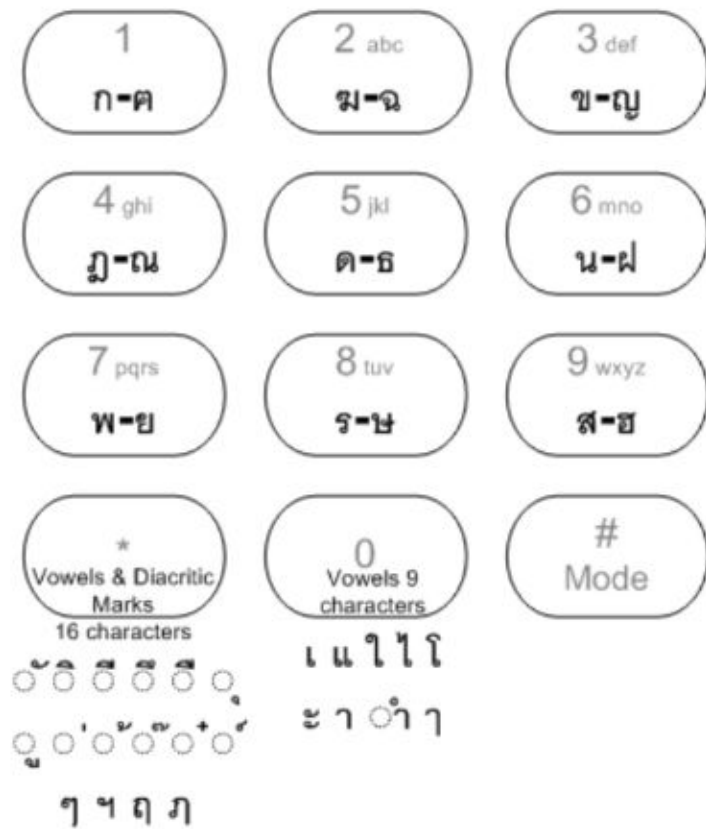 1 2 abc 3 def
ก-ฅ ฆ-ฉ ข-ญ
4 ghi 5 jkl 6 mno
ฎ-ณ ด-ธ น-ฝ
7 pqrs 8 tuv 9 wxyz
พ-ย ร-ษ ส-ฮ
* 0 #
Vowels & Diacritic Vowels 9 Mode
Marks characters
16 characters
เ แ ใ ไ โ
◌ั ◌ิ ◌ี ◌ึ ◌ื ◌ุ
ะ า ◌ำ ๅ
◌ู ◌่ ◌้ ◌๊ ◌๋ ◌์
ๆ ฯ ฤ ฦ